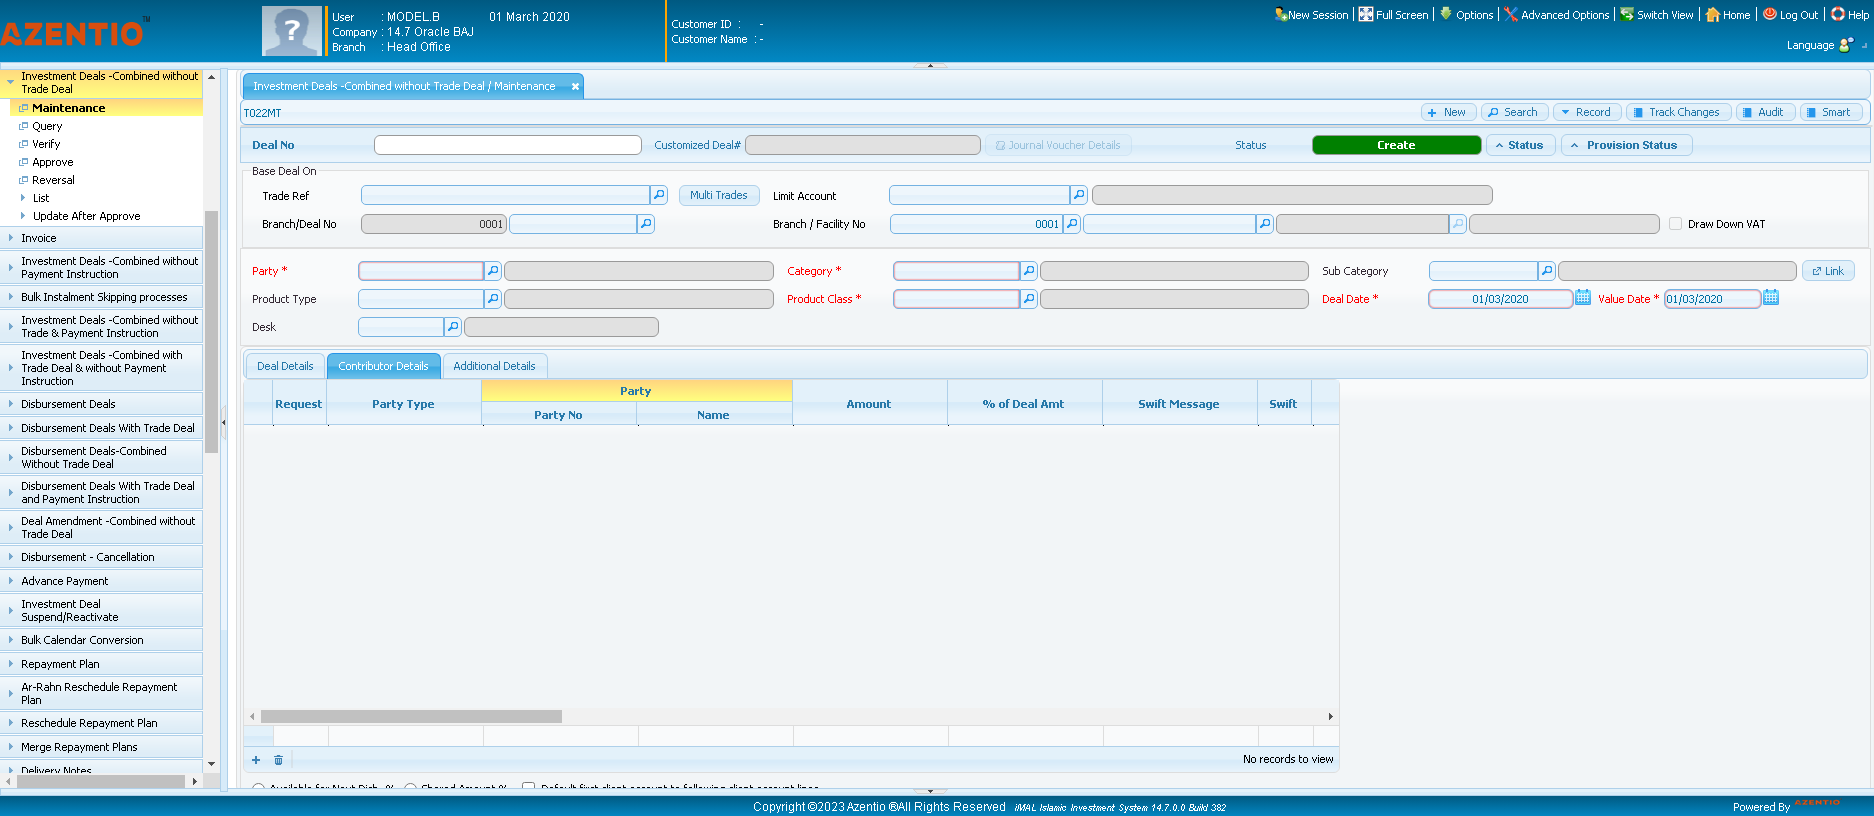 AZENTIO™
User : MODEL.B 01 March 2020
Company : 14.7 Oracle BAJ
Branch : Head Office
Customer ID : -
Customer Name : -
New Session Full Screen Options Advanced Options Switch View Home Log Out Help
Language
Investment Deals -Combined without
Trade Deal
Maintenance
Query
Verify
Approve
Reversal
List
Update After Approve
Invoice
Investment Deals -Combined without
Payment Instruction
Bulk Instalment Skipping processes
Investment Deals -Combined without
Trade & Payment Instruction
Investment Deals -Combined with
Trade Deal & without Payment
Instruction
Disbursement Deals
Disbursement Deals With Trade Deal
Disbursement Deals-Combined
Without Trade Deal
Disbursement Deals With Trade Deal
and Payment Instruction
Deal Amendment -Combined without
Trade Deal
Disbursement - Cancellation
Advance Payment
Investment Deal
Suspend/Reactivate
Bulk Calendar Conversion
Repayment Plan
Ar-Rahn Reschedule Repayment
Plan
Reschedule Repayment Plan
Merge Repayment Plans
Delivery Notes
Investment Deals -Combined without Trade Deal / Maintenance
T022MT
New Search Record Track Changes Audit Smart
Deal No Customized Deal# Journal Voucher Details Status Create Status Provision Status
Base Deal On
Trade Ref Multi Trades Limit Account
Branch/Deal No 0001 Branch / Facility No 0001 Draw Down VAT
Party * Category * Sub Category Link
Product Type Product Class * Deal Date * 01/03/2020 Value Date * 01/03/2020
Desk
Deal Details Contributor Details Additional Details
Request Party Type Party Amount % of Deal Amt Swift Message Swift
Party No Name
No records to view
Available for Next Disb. % Shared Amount % Default first client account to following client account lines
Copyright ©2023 Azentio ®All Rights Reserved iMAL Islamic Investment System 14.7.0.0 Build 382
Powered By AZENTIO